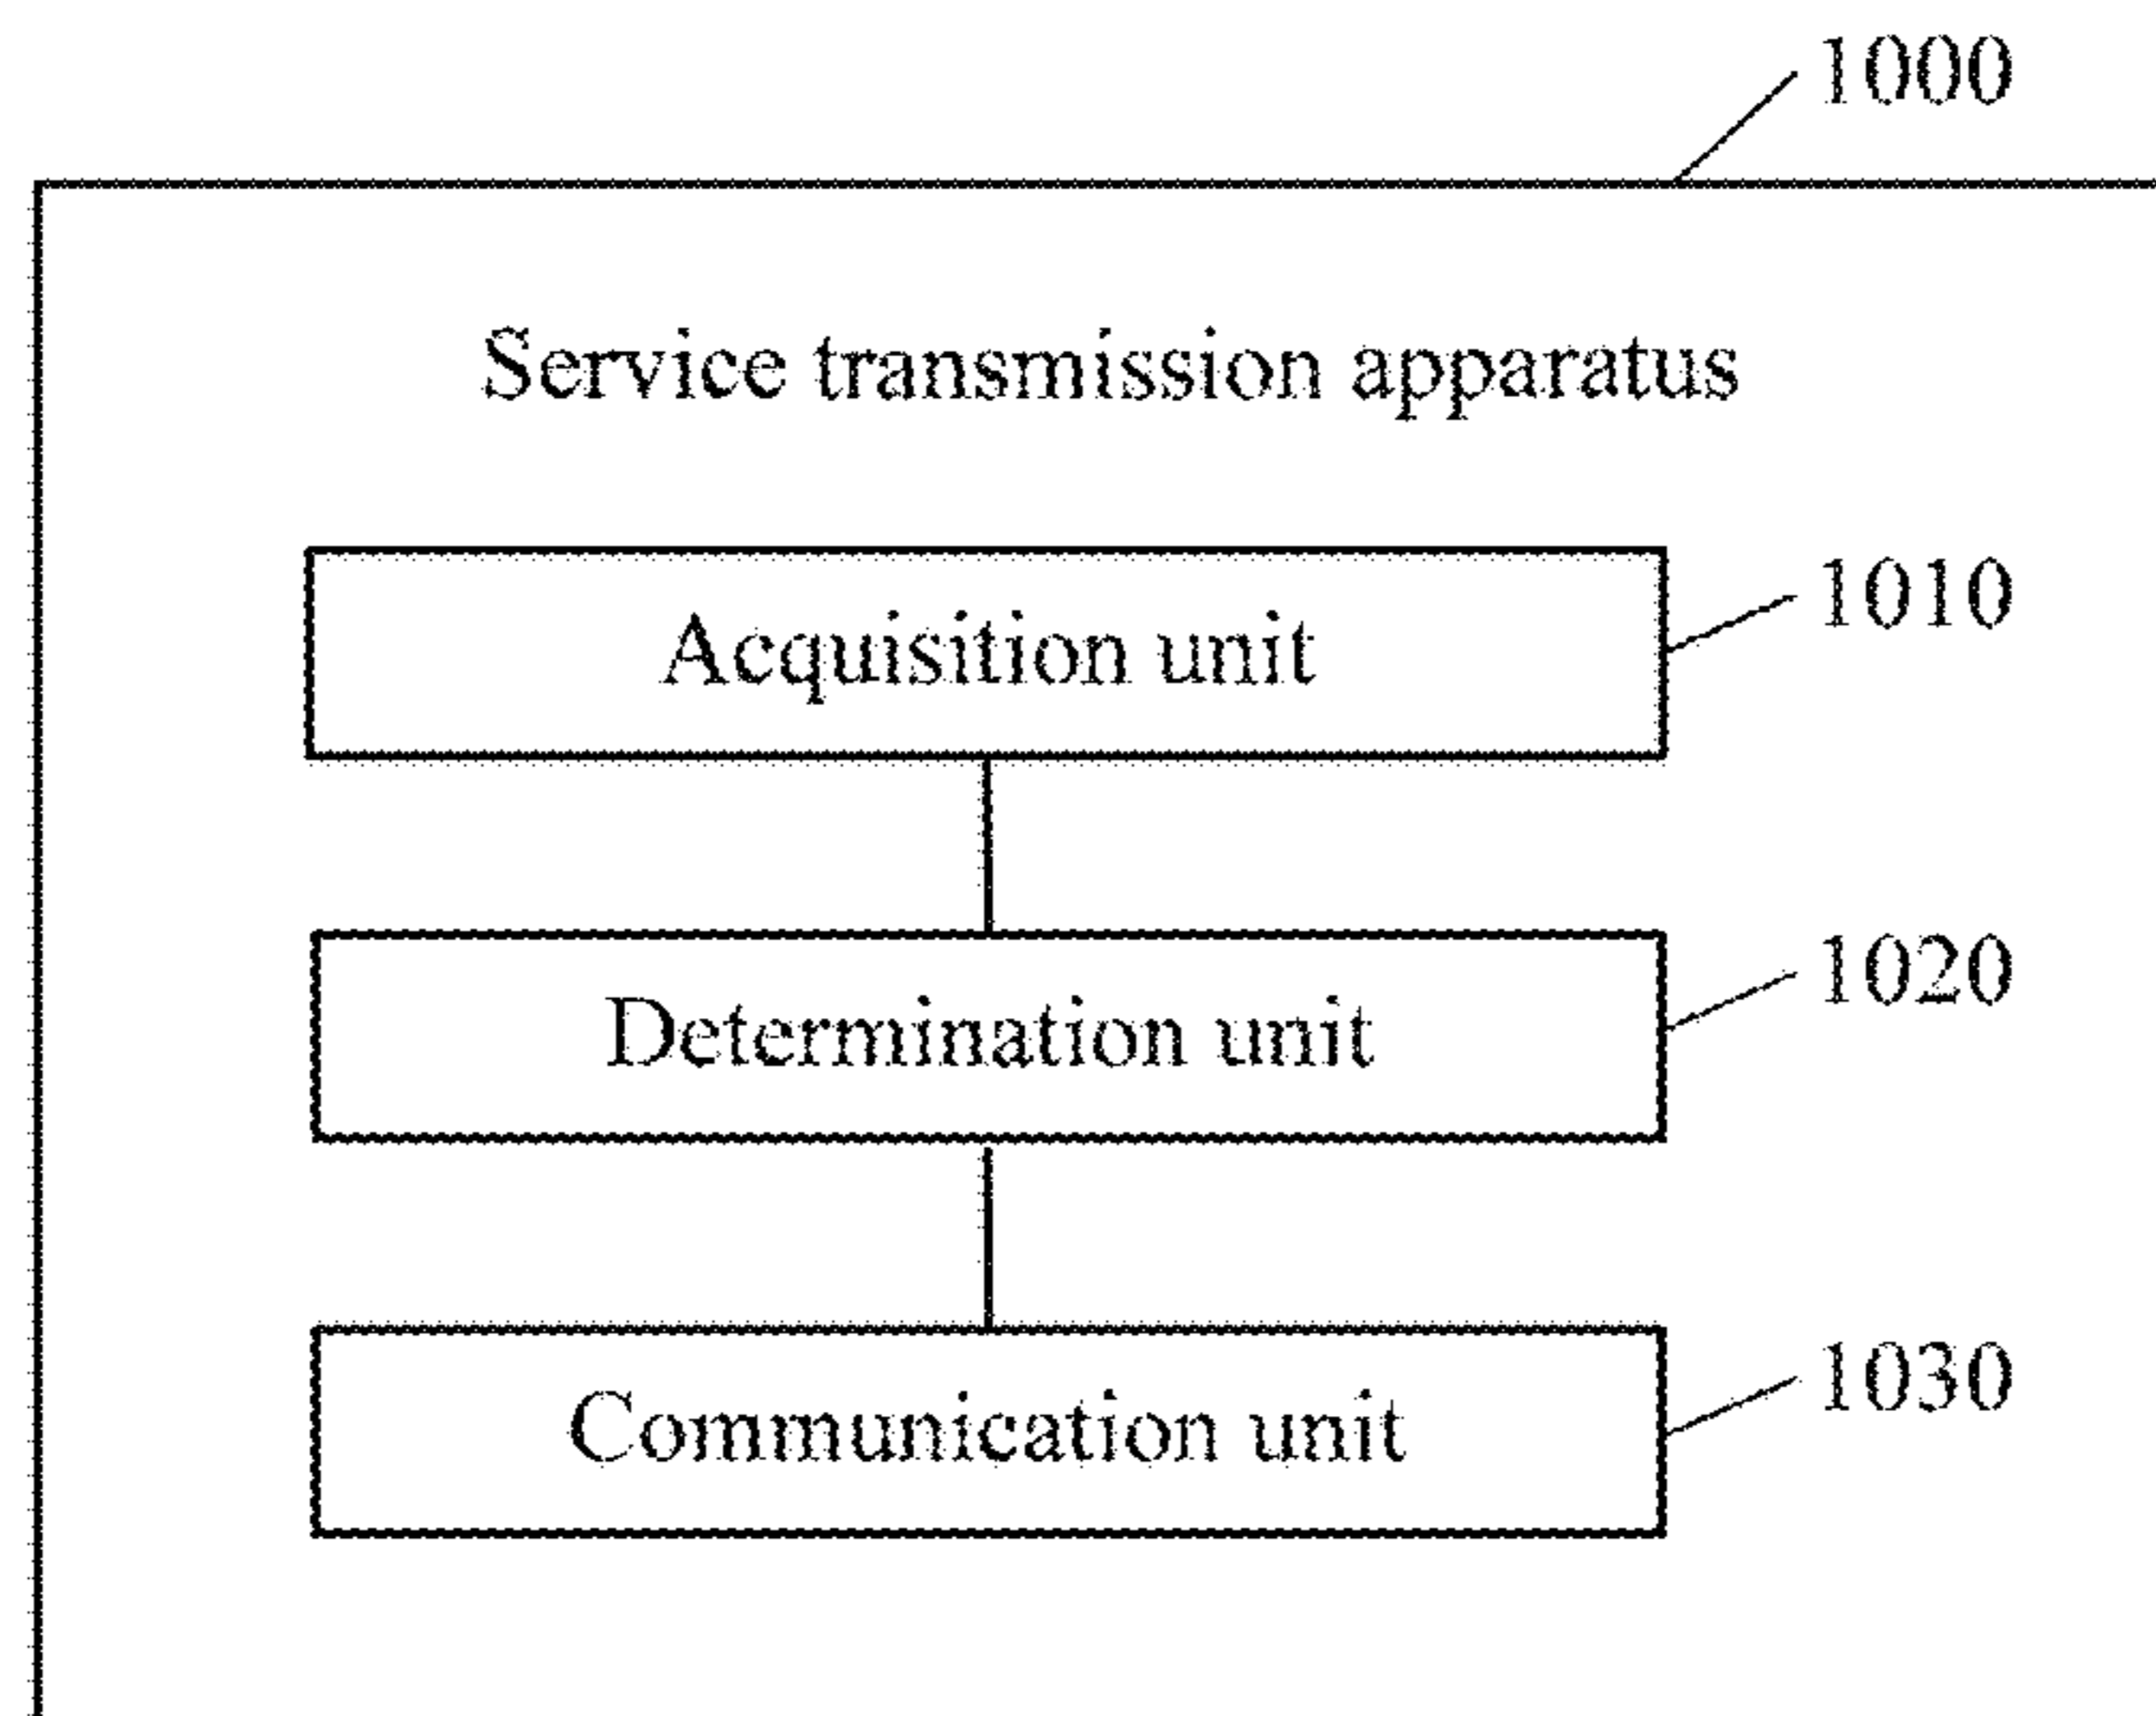 1000
Service transmission apparatus
Acquisition unit
1010
Determination unit
1020
Communication unit
1030